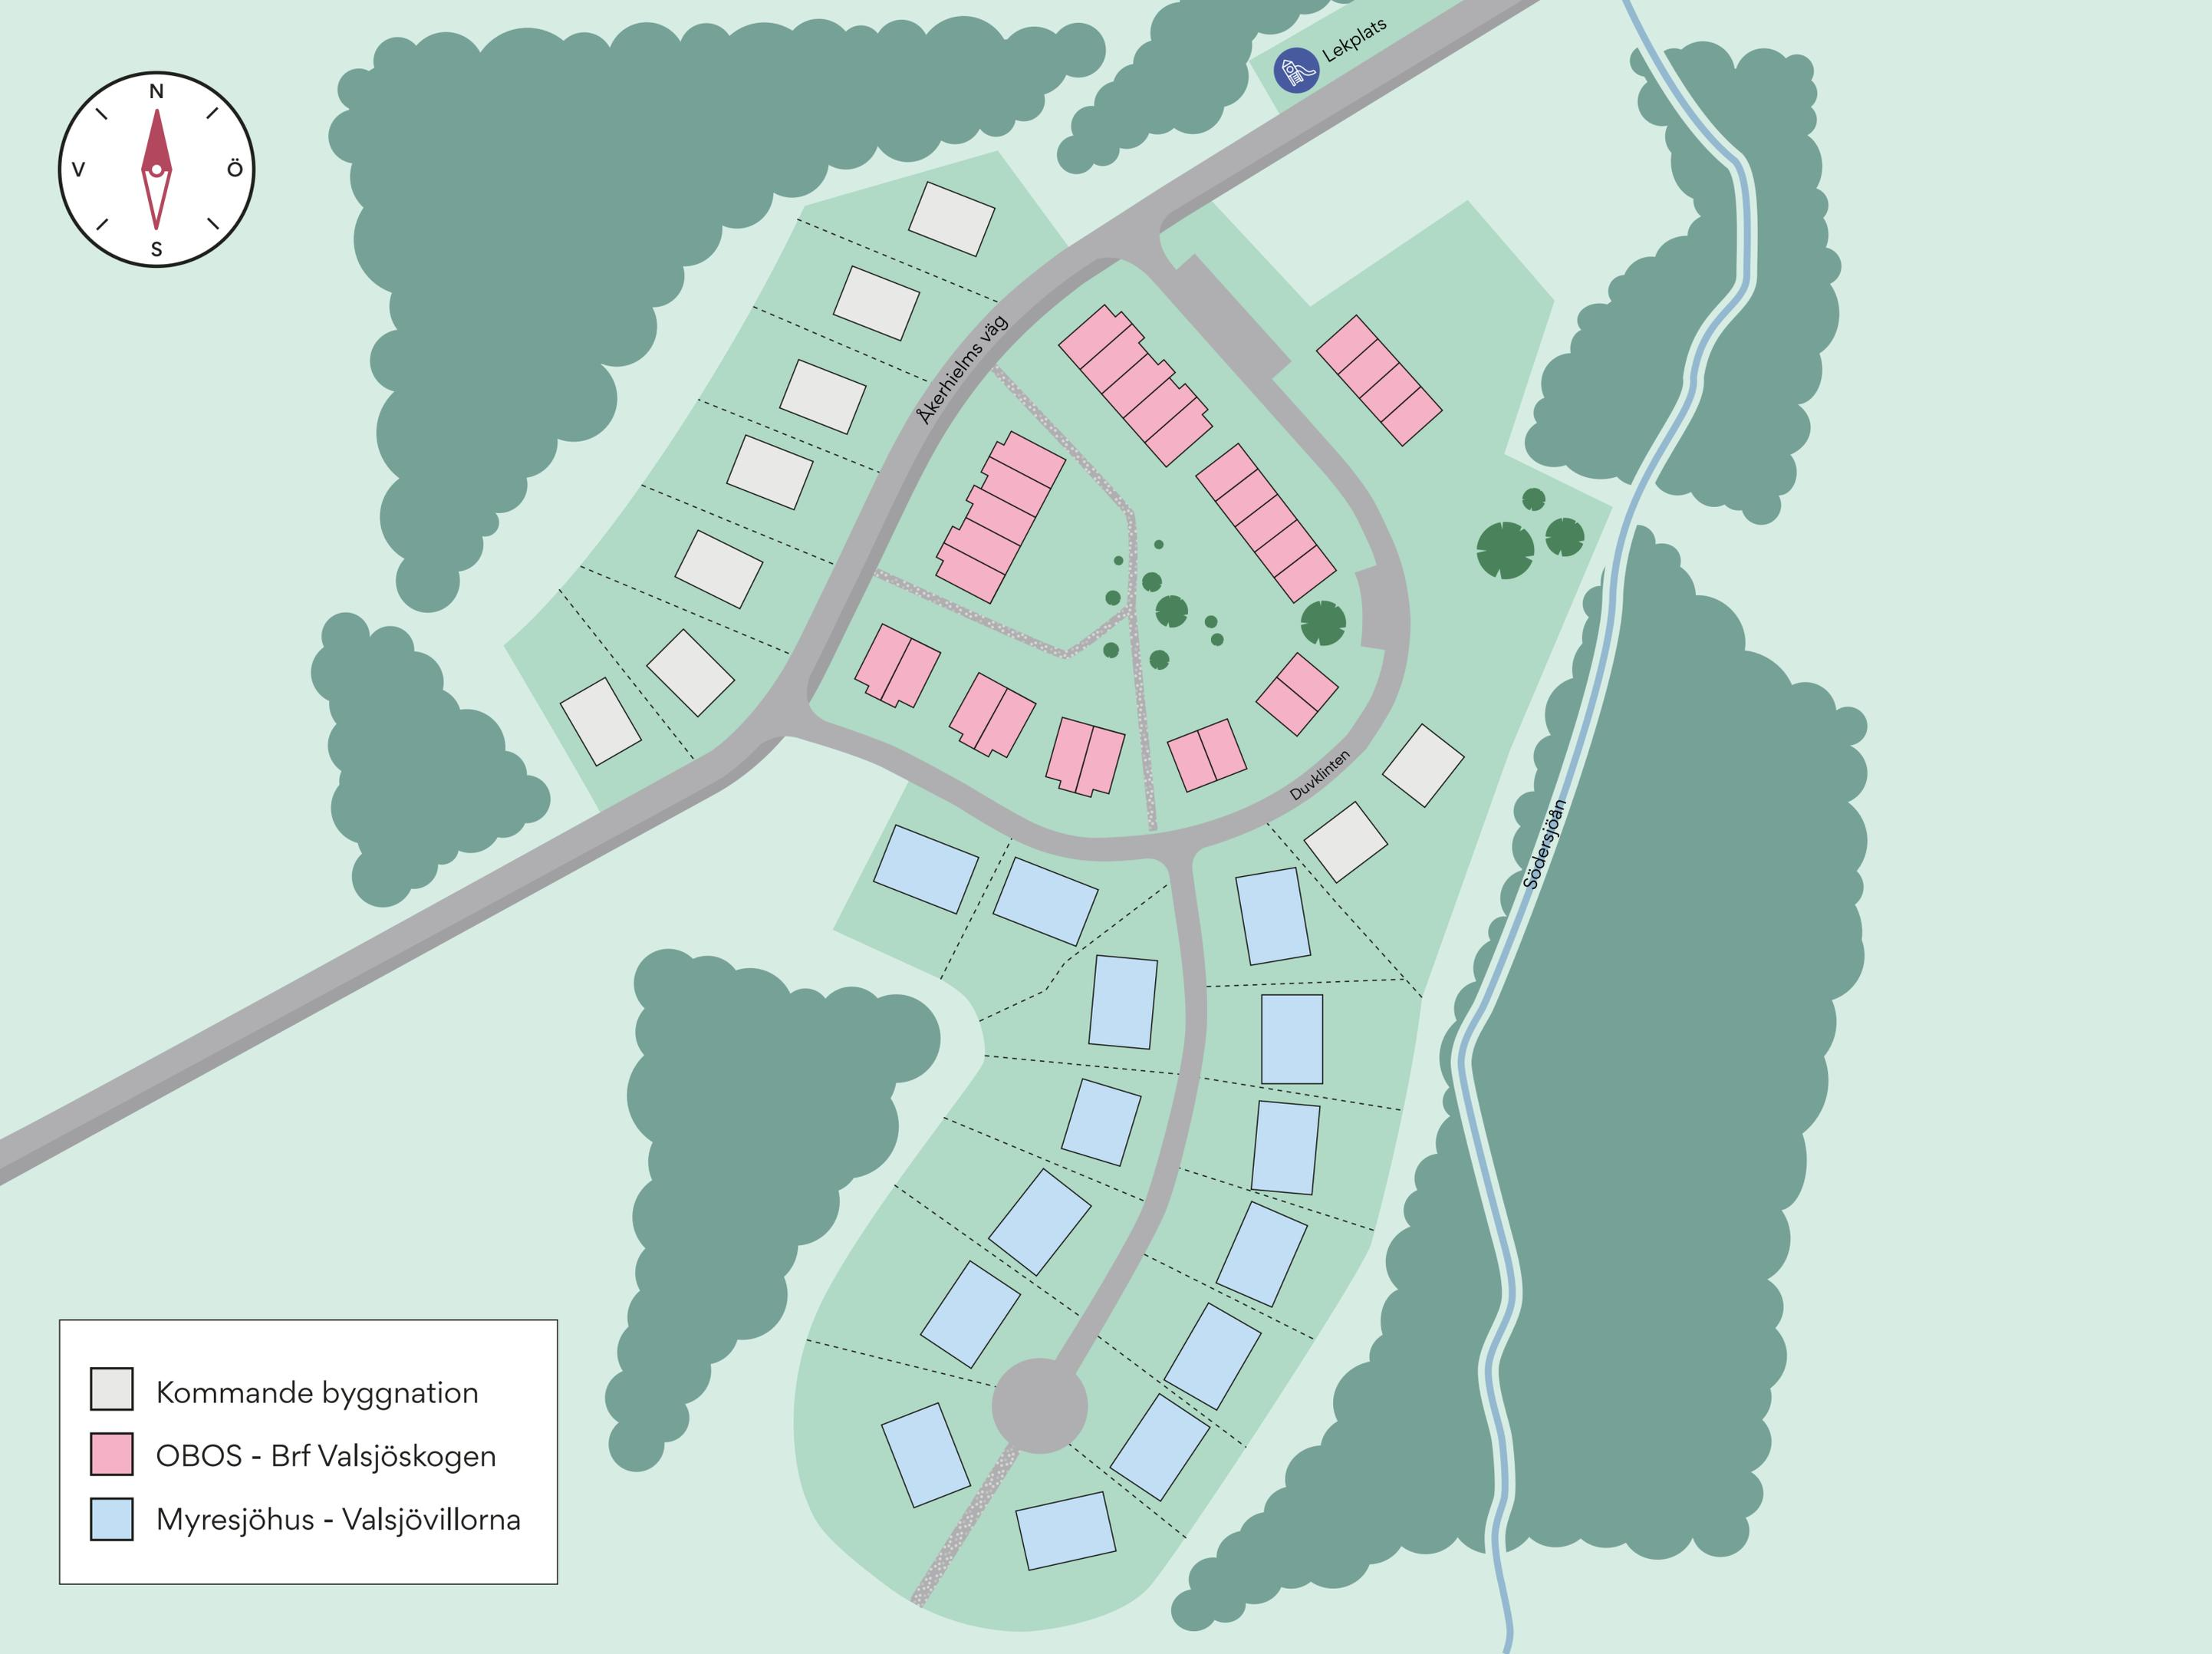 N
V
Ö
S
Lekplats
Åkerhielms väg
Duvklinten
Södersjöån
Kommande byggnation
OBOS - Brf Valsjöskogen
Myresjöhus - Valsjövillorna